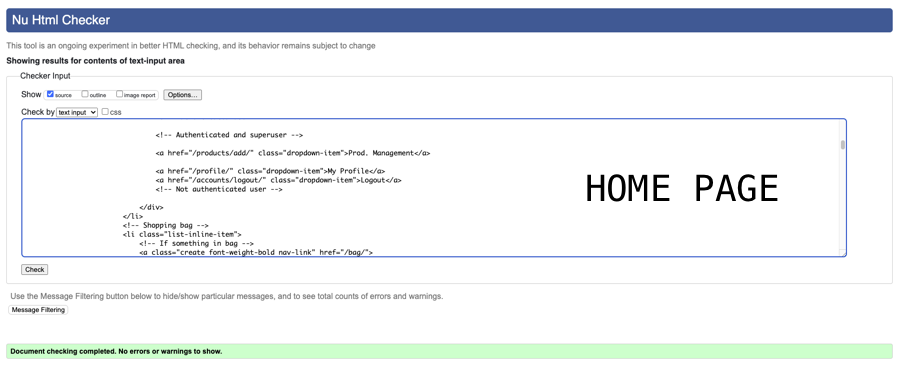 Nu Html Checker
This tool is an ongoing experiment in better HTML checking, and its behavior remains subject to change
Showing results for contents of text-input area
Checker Input
Show source outline image report Options...
Check by text input css
<!-- Authenticated and superuser -->
<a href="/products/add/" class="dropdown-item">Prod. Management</a>
<a href="/profile/" class="dropdown-item">My Profile</a>
<a href="/accounts/logout/" class="dropdown-item">Logout</a>
<!-- Not authenticated user -->
HOME PAGE
</div>
</li>
<!-- Shopping bag -->
<li class="list-inline-item">
<!-- If something in bag -->
<a class="create font-weight-bold nav-link" href="/bag/">
Check
Use the Message Filtering button below to hide/show particular messages, and to see total counts of errors and warnings.
Message Filtering
Document checking completed. No errors or warnings to show.